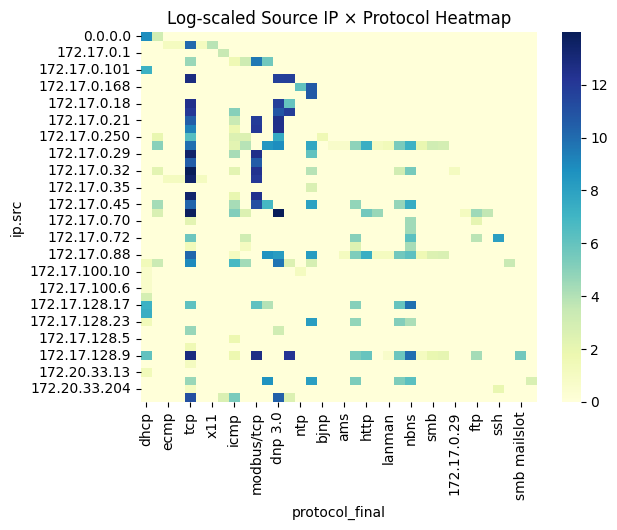 Log-scaled Source IP × Protocol Heatmap
ip.src
0.0.0.0
172.17.0.1
172.17.0.101
172.17.0.168
172.17.0.18
172.17.0.21
172.17.0.250
172.17.0.29
172.17.0.32
172.17.0.35
172.17.0.45
172.17.0.70
172.17.0.72
172.17.0.88
172.17.100.10
172.17.100.6
172.17.128.17
172.17.128.23
172.17.128.5
172.17.128.9
172.20.33.13
172.20.33.204
12
10
8
6
4
2
0
dhcp
ecmp
tcp
x11
icmp
modbus/tcp
dnp 3.0
ntp
bjnp
ams
http
lanman
nbns
smb
172.17.0.29
ftp
ssh
smb mailslot
protocol_final